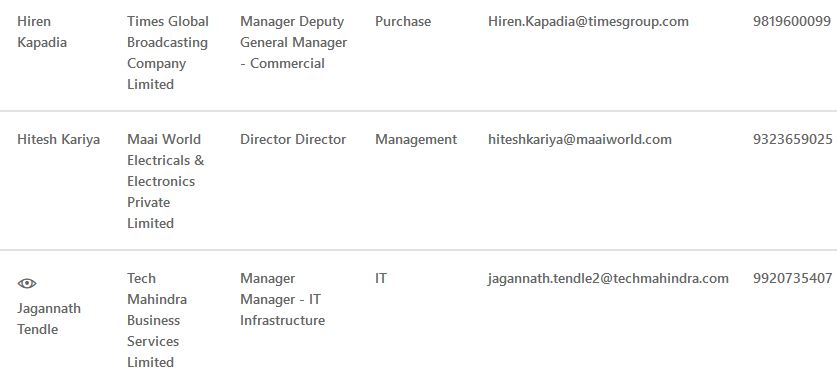 Hiren Kapadia
Times Global Broadcasting Company Limited
Manager Deputy General Manager - Commercial
Purchase
Hiren.Kapadia@timesgroup.com
9819600099
Hitesh Kariya
Maai World Electricals & Electronics Private Limited
Director Director
Management
hiteshkariya@maaiworld.com
9323659025
Jagannath Tendle
Tech Mahindra Business Services Limited
Manager Manager - IT Infrastructure
IT
jagannath.tendle2@techmahindra.com
9920735407